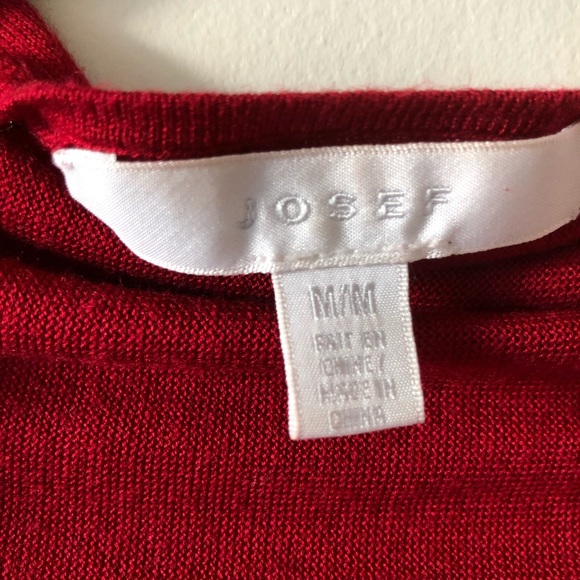 JOSEF
M/M
FAIT EN
CHINE/
MADE IN
CHINA